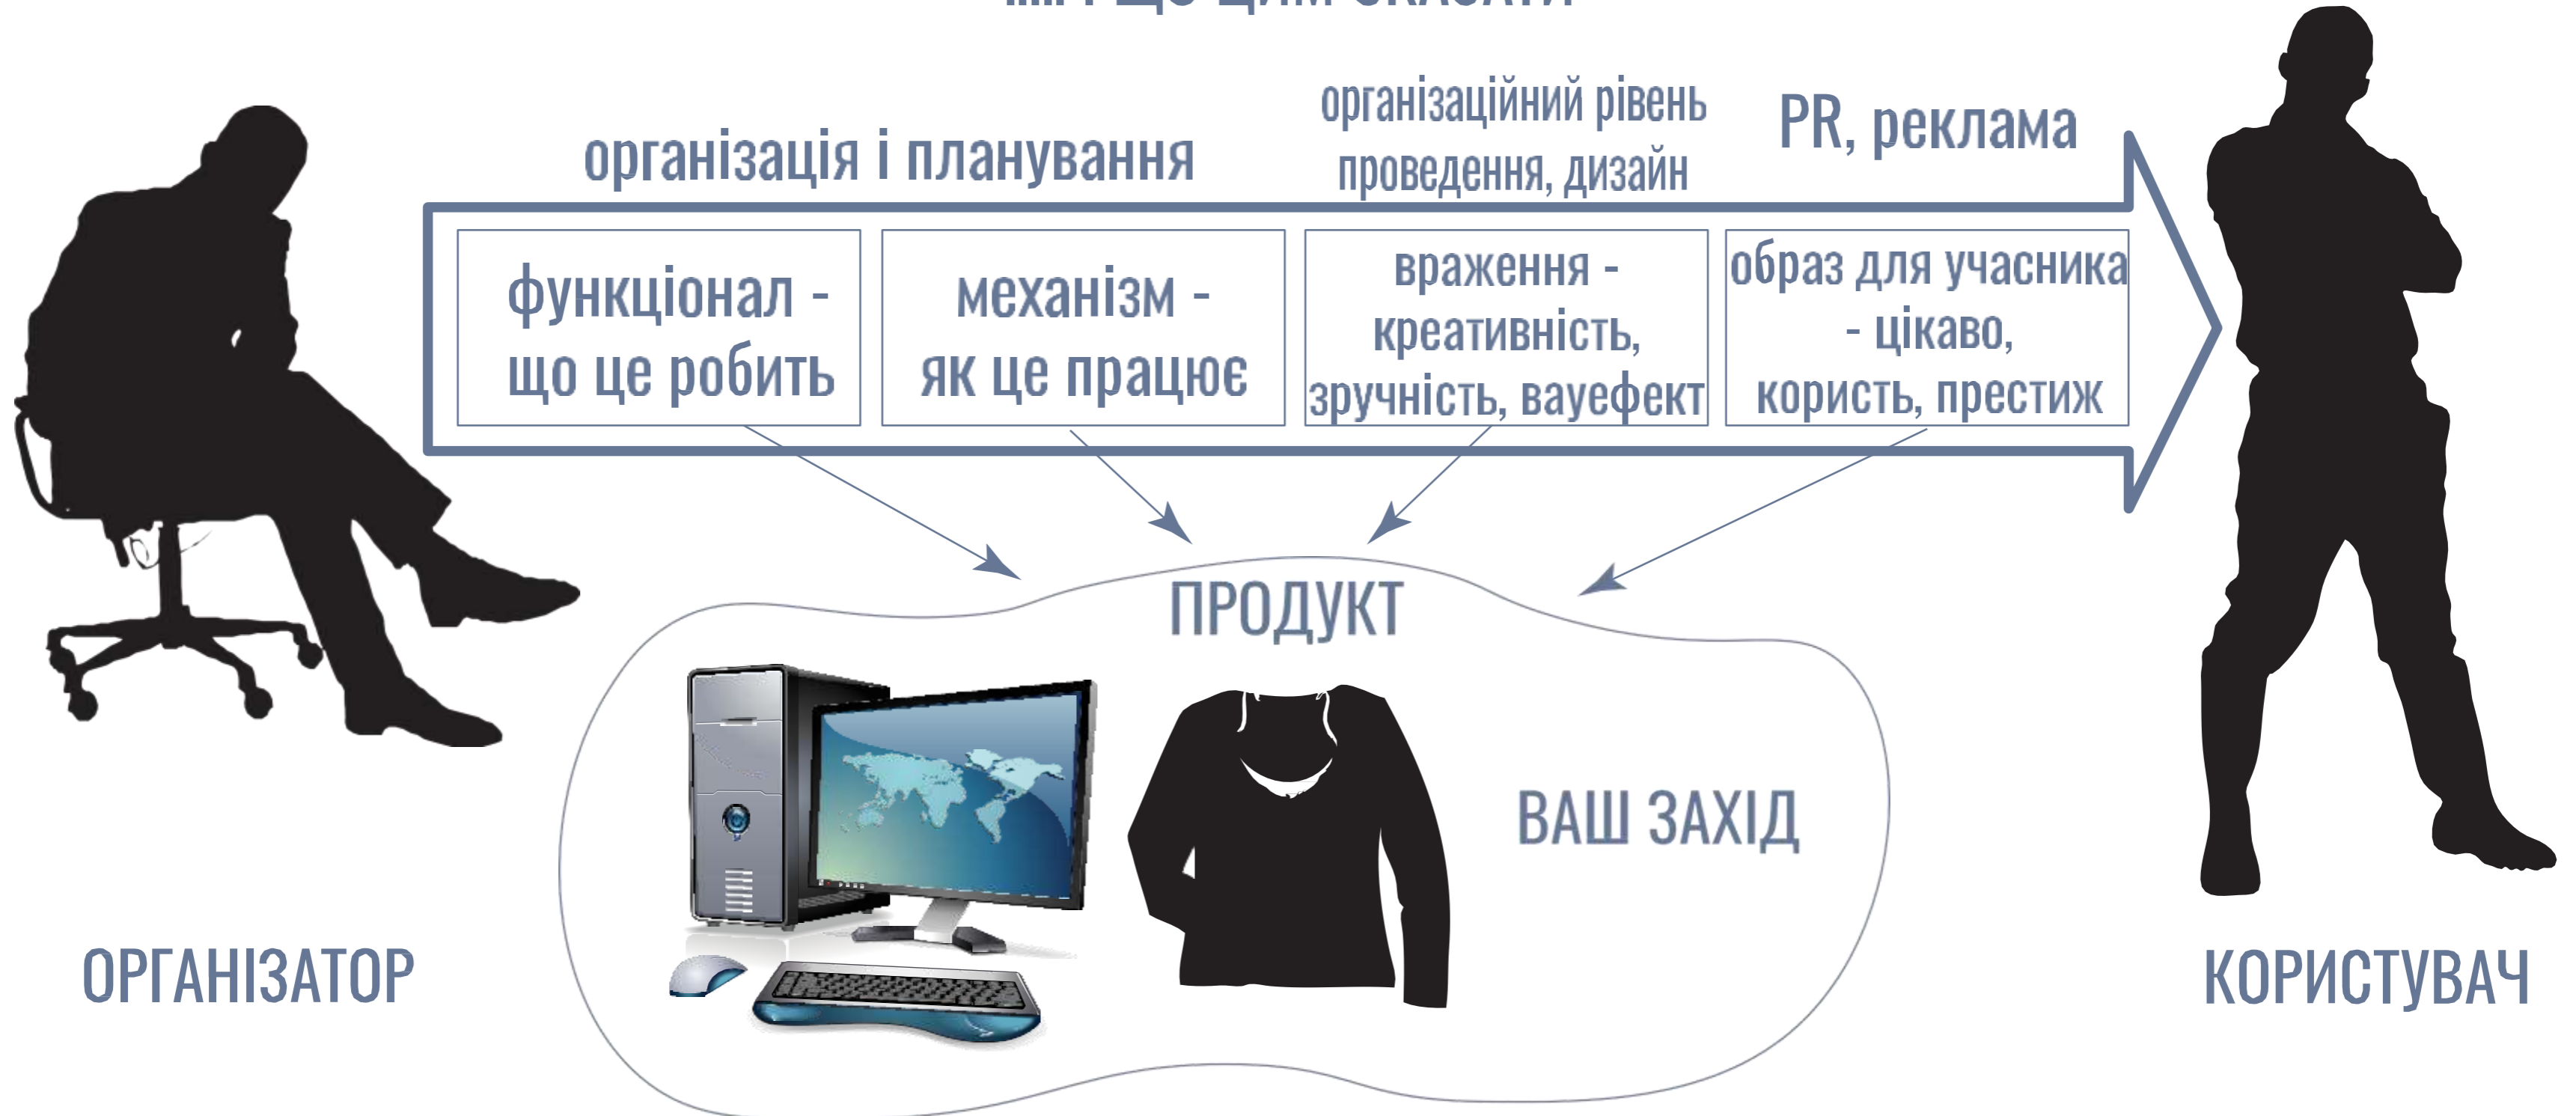 організація і планування
організаційний рівень
проведення, дизайн
PR, реклама
функціонал -
що це робить
механізм -
як це працює
враження -
креативність,
зручність, вауефект
образ для учасника
- цікаво,
користь, престиж
ПРОДУКТ
ВАШ ЗАХІД
ОРГАНІЗАТОР
КОРИСТУВАЧ